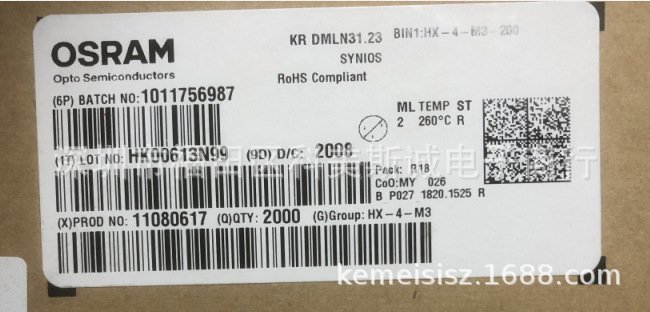 OSRAM
Opto Semiconductors
KR DMLN31.23
SYNIOS
RoHS Compliant
BIN1:HX-4-M3-200
(6P) BATCH NO:1011756987
ML TEMP ST
2 260°C R
(1T) LOT NO: HK00613N99 (9D) D/C: 2008
Pack: R18
CoO:MY 026
B P027 1820.1525 R
(X)PROD NO: 11080617 (Q)QTY: 2000 (G)Group: HX-4-M3
kemeisisz.1688.com